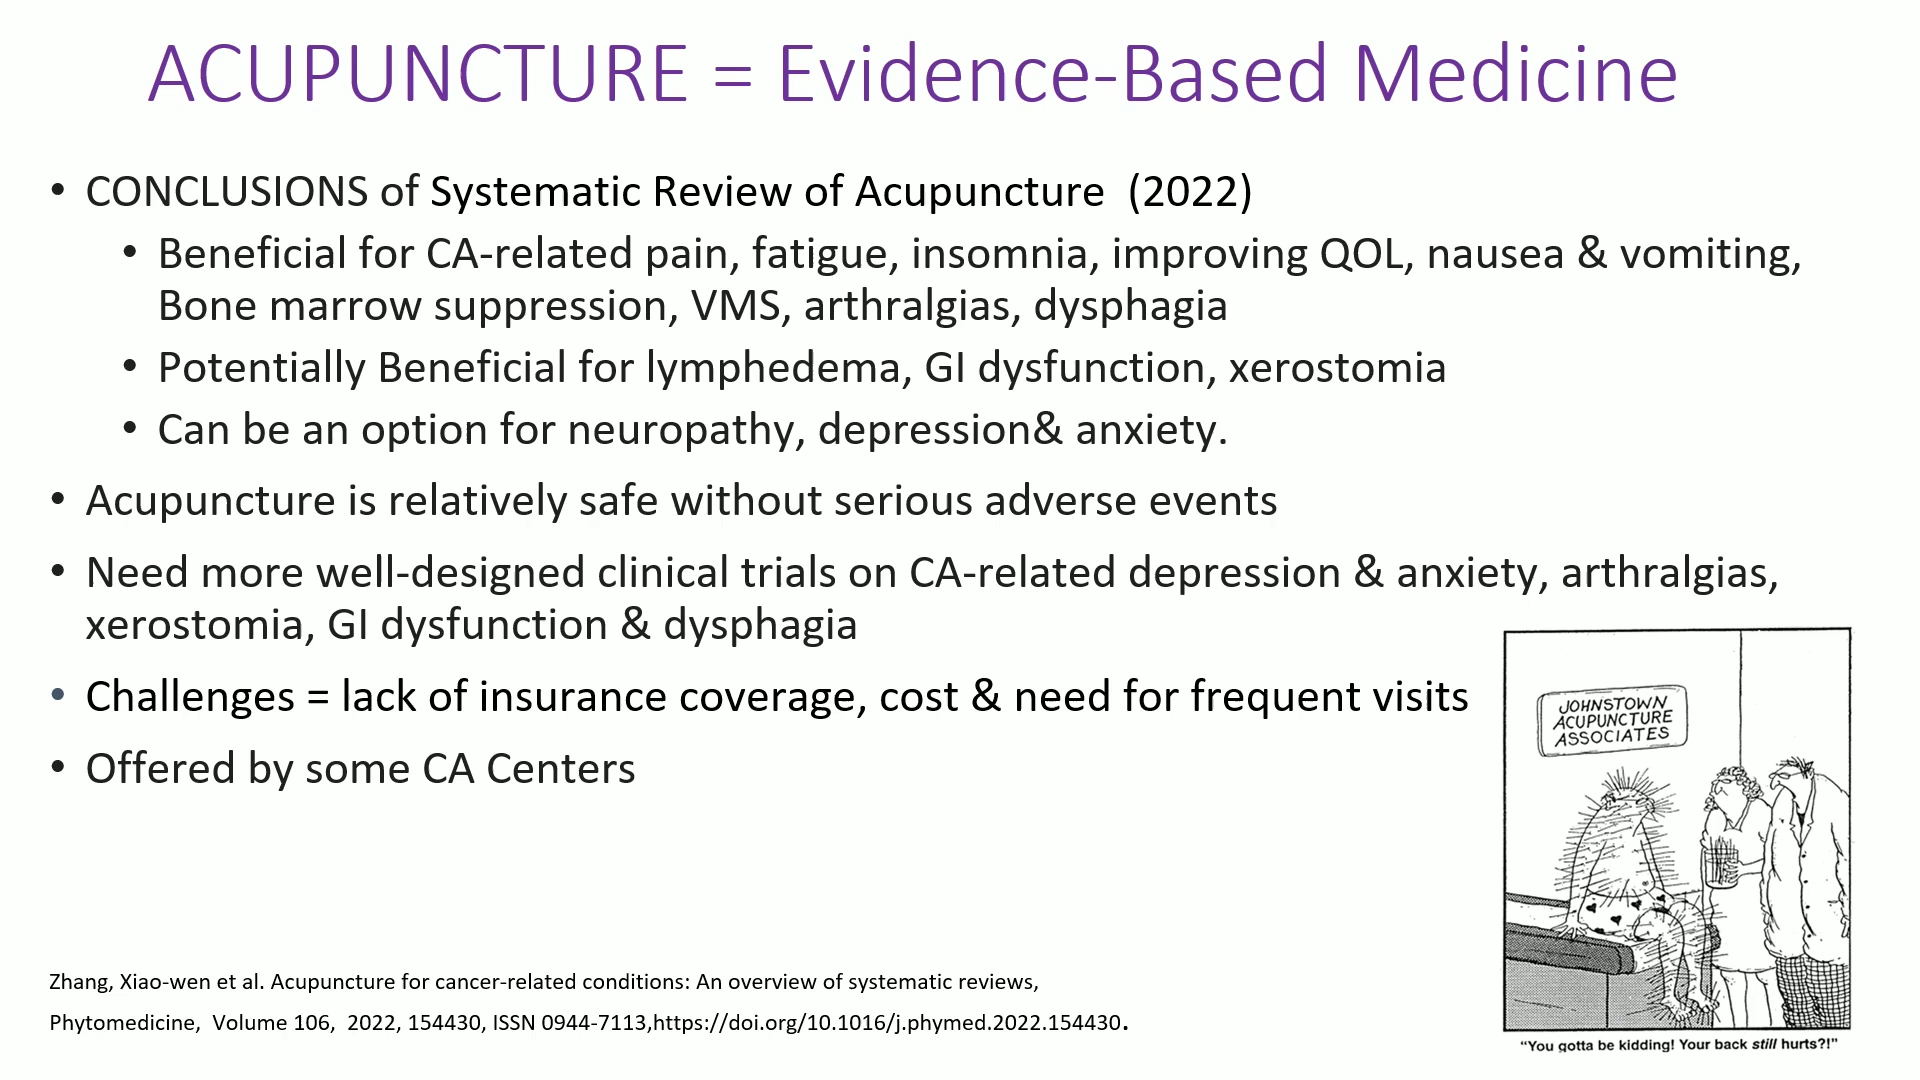 ACUPUNCTURE = Evidence-Based Medicine
• CONCLUSIONS of Systematic Review of Acupuncture (2022)
• Beneficial for CA-related pain, fatigue, insomnia, improving QOL, nausea & vomiting,
Bone marrow suppression, VMS, arthralgias, dysphagia
• Potentially Beneficial for lymphedema, GI dysfunction, xerostomia
• Can be an option for neuropathy, depression& anxiety.
• Acupuncture is relatively safe without serious adverse events
• Need more well-designed clinical trials on CA-related depression & anxiety, arthralgias,
xerostomia, GI dysfunction & dysphagia
• Challenges = lack of insurance coverage, cost & need for frequent visits
• Offered by some CA Centers
JOHNSTOWN
ACUPUNCTURE
ASSOCIATES
"You gotta be kidding! Your back still hurts?!"
Zhang, Xiao-wen et al. Acupuncture for cancer-related conditions: An overview of systematic reviews,
Phytomedicine, Volume 106, 2022, 154430, ISSN 0944-7113,https://doi.org/10.1016/j.phymed.2022.154430.